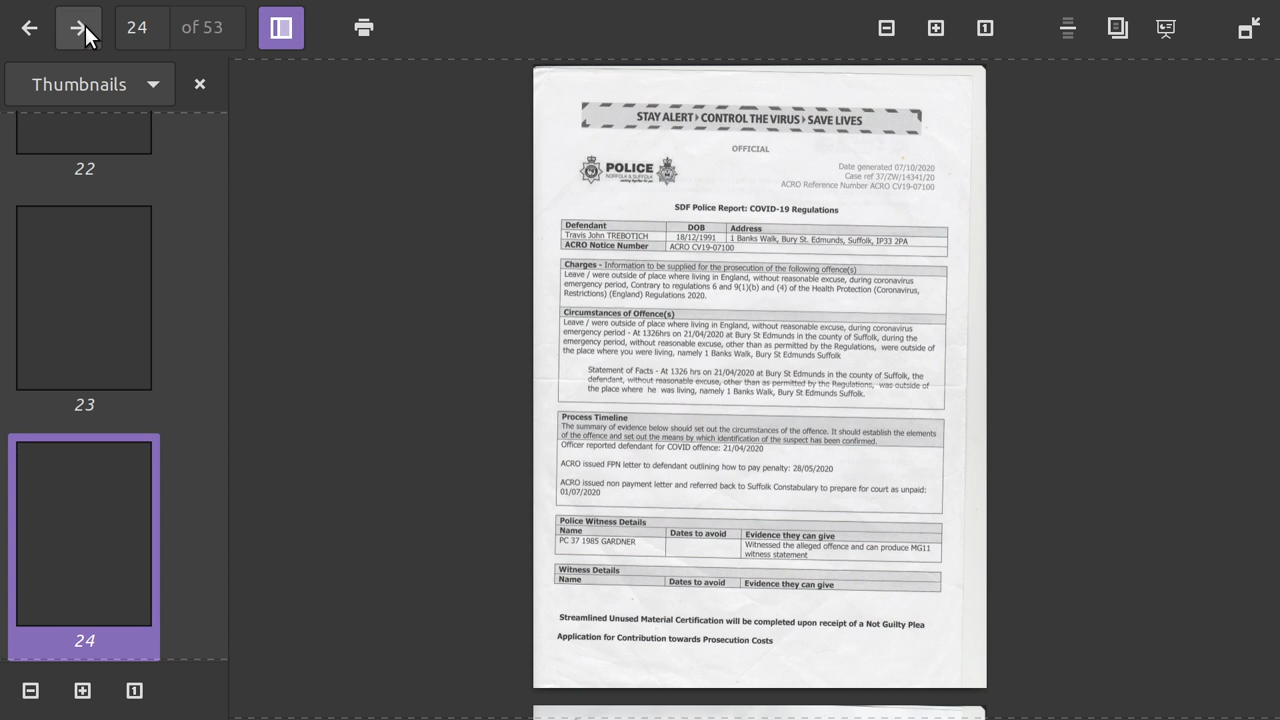 24
of 53
Thumbnails
22
23
24
STAY ALERT › CONTROL THE VIRUS › SAVE LIVES
OFFICIAL
POLICE
NORFOLK & SUFFOLK
Date generated 07/10/2020
Case ref 37/ZW/14341/20
ACRO Reference Number ACRO CV19-07100
SDF Police Report: COVID-19 Regulations
Defendant DOB Address
Travis John TREBOTICH 18/12/1991 1 Banks Walk, Bury St. Edmunds, Suffolk, IP33 2PA
ACRO Notice Number ACRO CV19-07100
Charges - Information to be supplied for the prosecution of the following offence(s)
Leave / were outside of place where living in England, without reasonable excuse, during coronavirus
emergency period, Contrary to regulations 6 and 9(1)(b) and (4) of the Health Protection (Coronavirus,
Restrictions) (England) Regulations 2020.
Circumstances of Offence(s)
Leave / were outside of place where living in England, without reasonable excuse, during coronavirus
emergency period - At 1326hrs on 21/04/2020 at Bury St Edmunds in the county of Suffolk, during the
emergency period, without reasonable excuse, other than as permitted by the Regulations, were outside of
the place where you were living, namely 1 Banks Walk, Bury St Edmunds Suffolk
Statement of Facts - At 1326 hrs on 21/04/2020 at Bury St Edmunds in the county of Suffolk, the
defendant, without reasonable excuse, other than as permitted by the Regulations, was outside of
the place where he was living, namely 1 Banks Walk, Bury St Edmunds Suffolk.
Process Timeline
The summary of evidence below should set out the circumstances of the offence. It should establish the elements
of the offence and set out the means by which identification of the suspect has been confirmed.
Officer reported defendant for COVID offence: 21/04/2020
ACRO issued FPN letter to defendant outlining how to pay penalty: 28/05/2020
ACRO issued non payment letter and referred back to Suffolk Constabulary to prepare for court as unpaid:
01/07/2020
Police Witness Details
Name Dates to avoid Evidence they can give
PC 37 1985 GARDNER Witnessed the alleged offence and can produce MG11
witness statement
Witness Details
Name Dates to avoid Evidence they can give
Streamlined Unused Material Certification will be completed upon receipt of a Not Guilty Plea
Application for Contribution towards Prosecution Costs